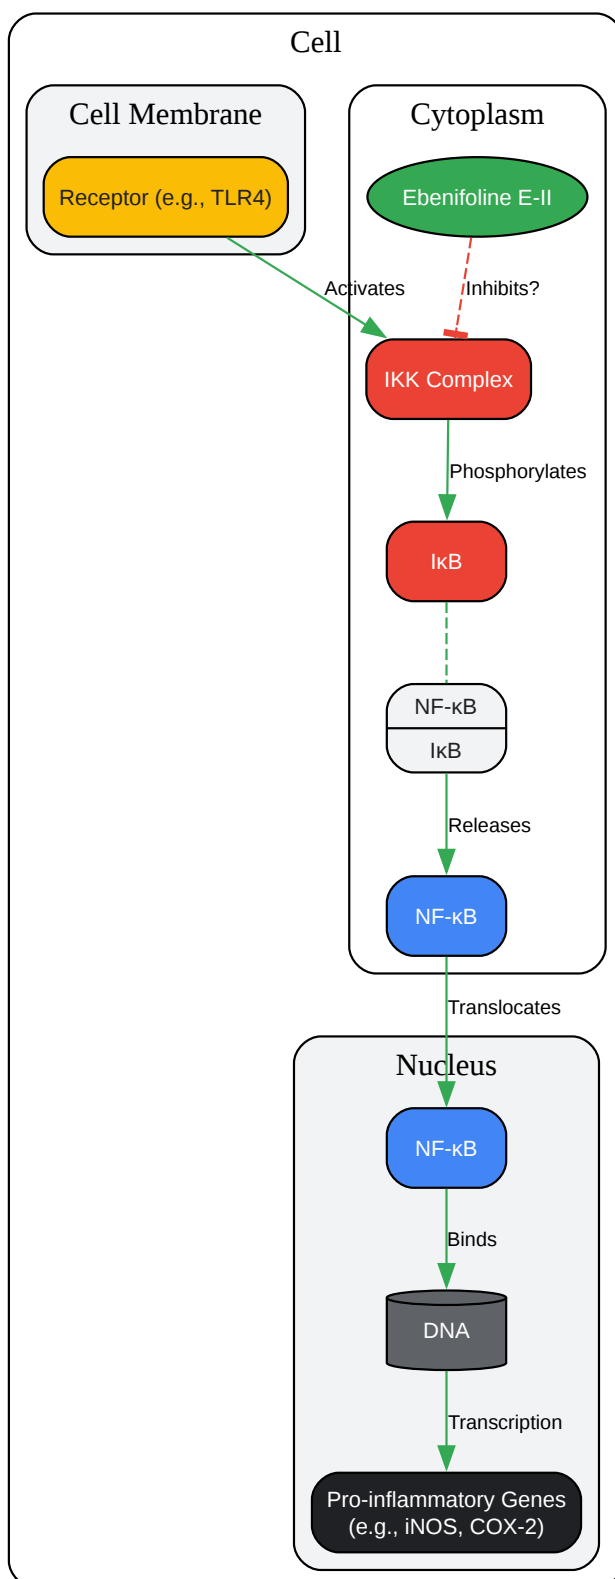 Cell
Cell Membrane
Cytoplasm
Receptor (e.g., TLR4)
Ebenifoline E-II
Activates
Inhibits?
IKK Complex
Phosphorylates
IκB
NF-κB
IκB
Releases
NF-κB
Translocates
Nucleus
NF-κB
Binds
DNA
Transcription
Pro-inflammatory Genes
(e.g., iNOS, COX-2)